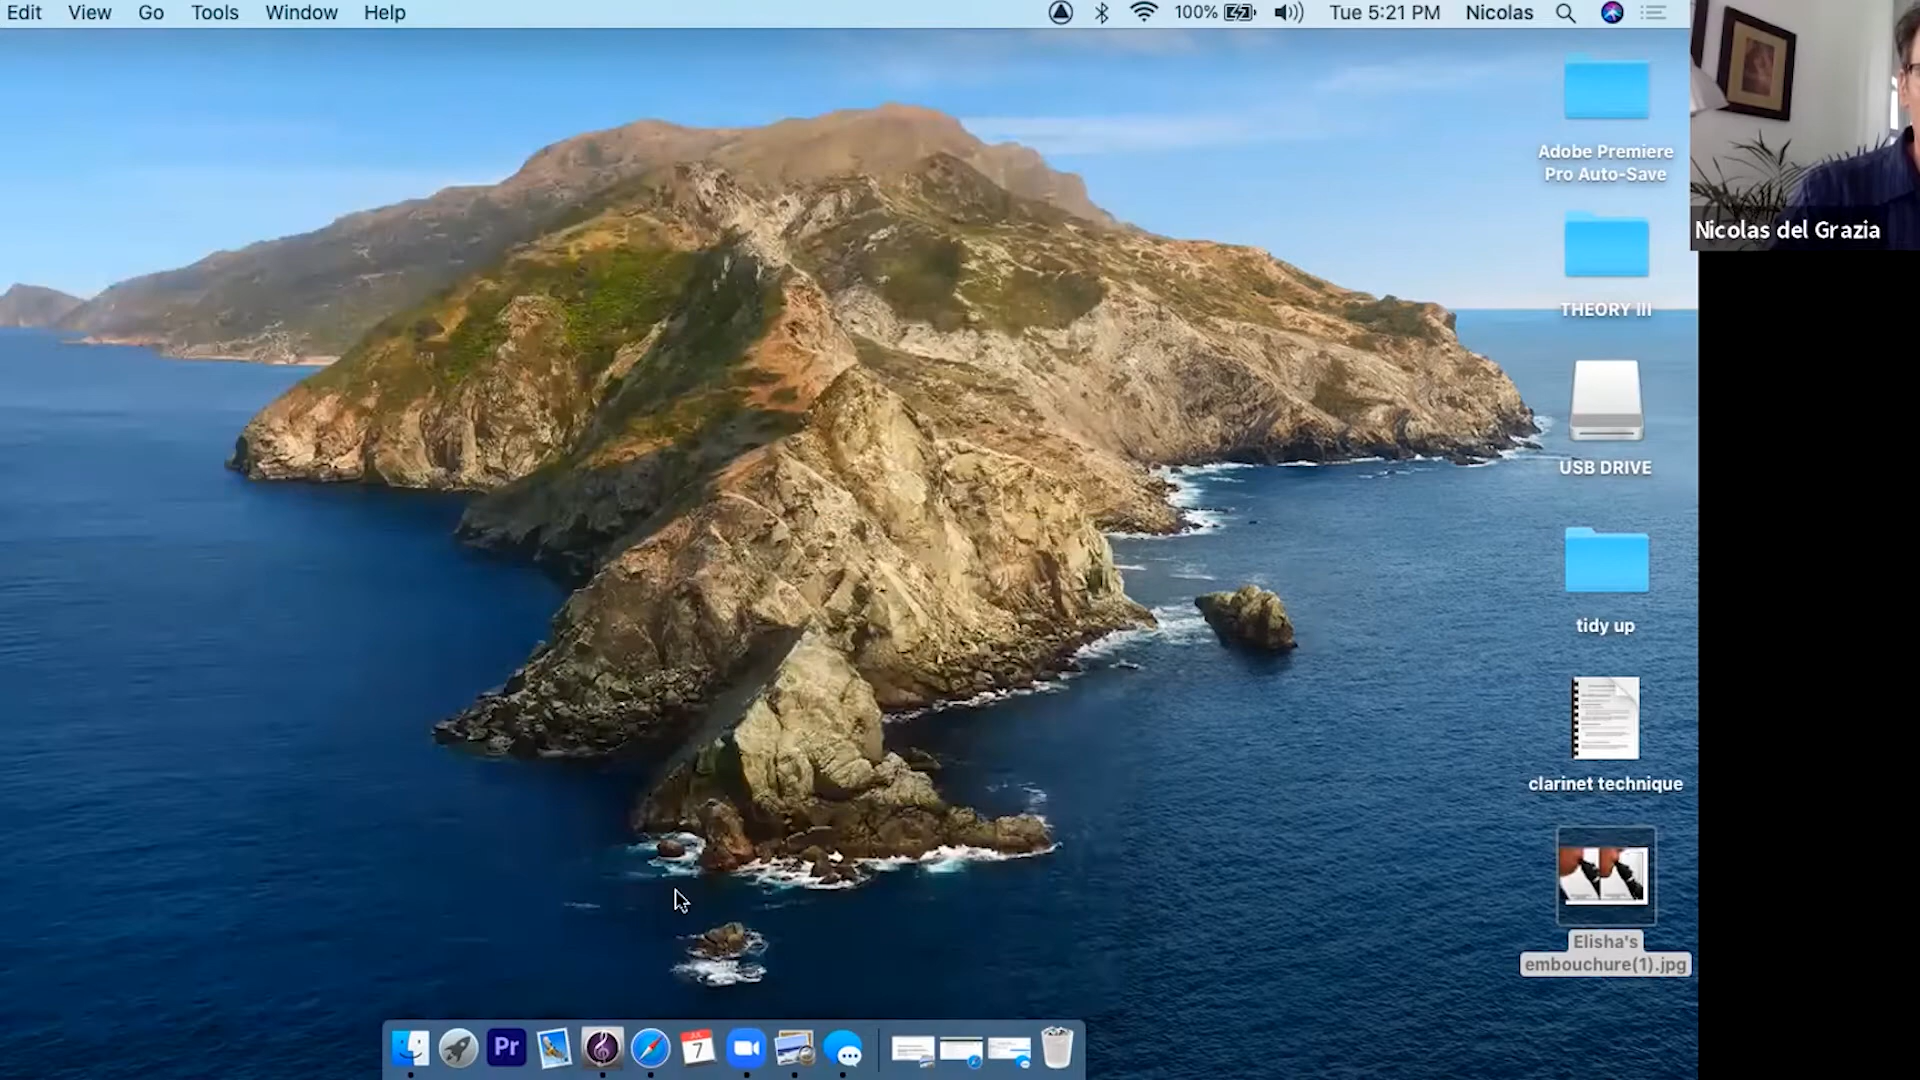 Edit View Go Tools Window Help 100% Tue 5:21 PM Nicolas
Adobe Premiere
Pro Auto-Save
Nicolas del Grazia
THEORY III
USB DRIVE
tidy up
clarinet technique
Elisha's
embouchure(1).jpg
Pr
JUL
7